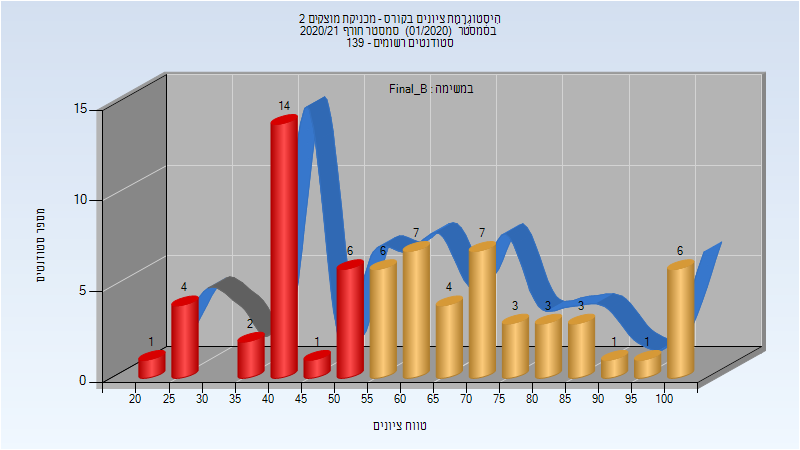 היסטוגרמת ציונים בקורס - מכניקת מוצקים 2
בסמסטר (01/2020) סמסטר חורף 2020/21
סטודנטים רשומים - 139
במשימה : Final_B
מספר סטודנטים
15
10
5
0
1
4
2
14
1
6
6
7
4
7
3
3
3
1
1
6
20 25 30 35 40 45 50 55 60 65 70 75 80 85 90 95 100
טווח ציונים